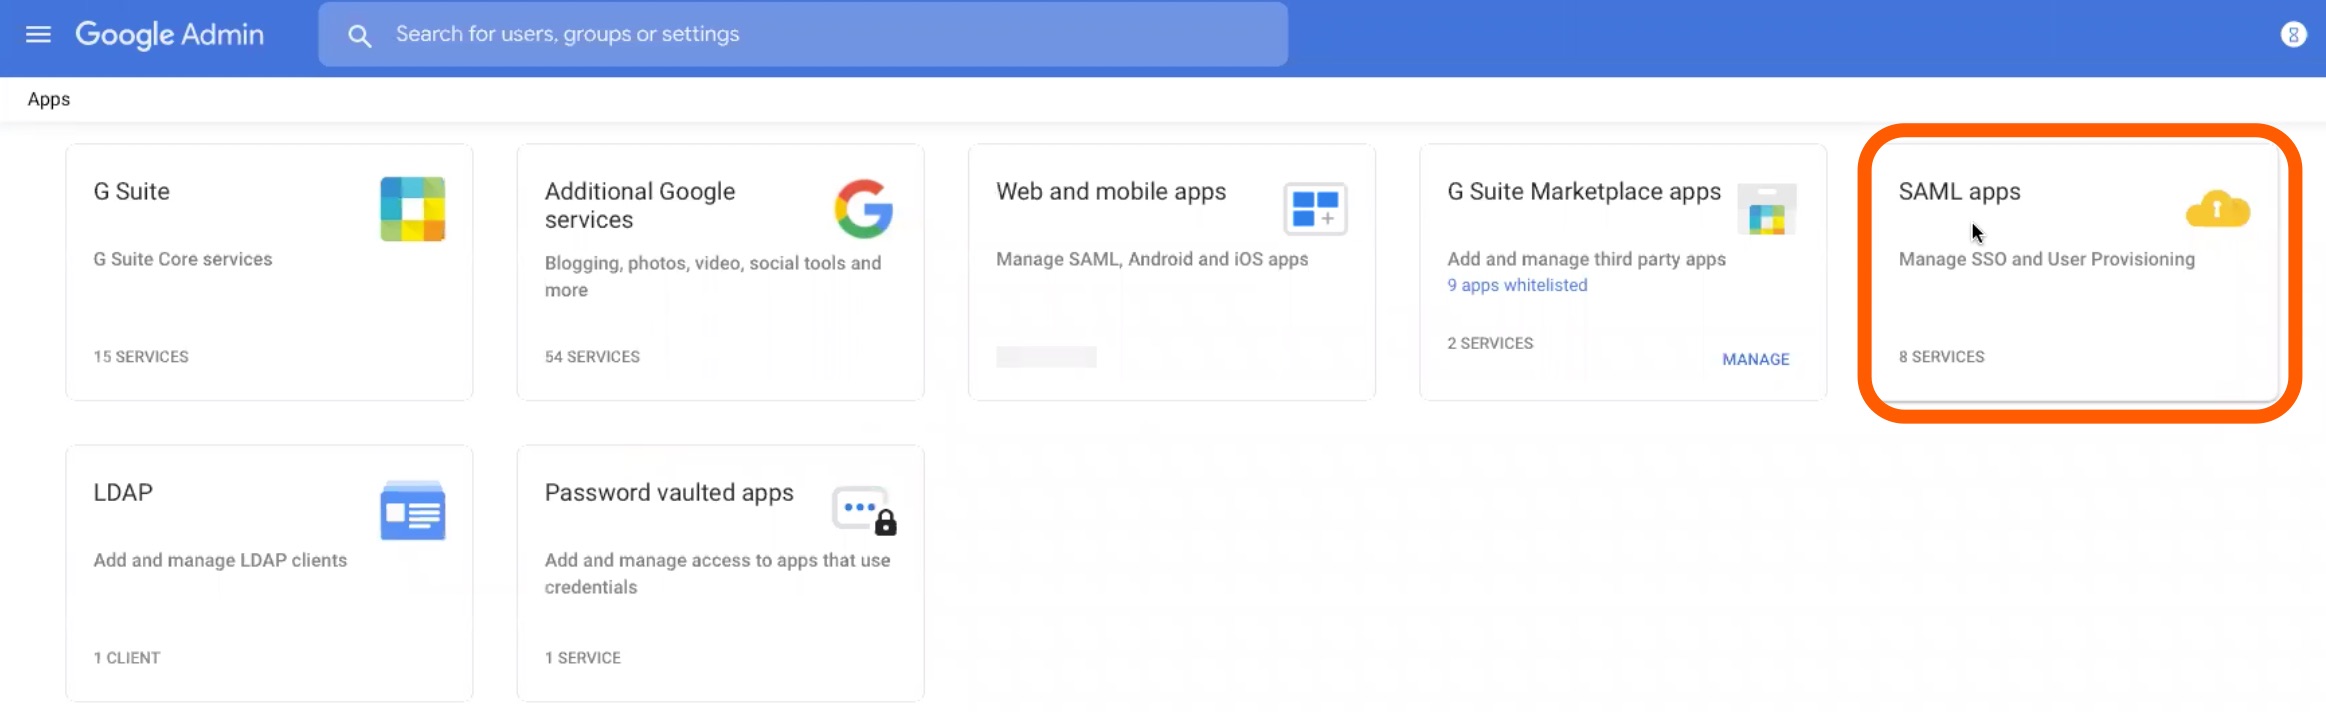 Google Admin
Search for users, groups or settings
Apps
G Suite
G Suite Core services
15 SERVICES
Additional Google
services
Blogging, photos, video, social tools and
more
54 SERVICES
Web and mobile apps
Manage SAML, Android and iOS apps
G Suite Marketplace apps
Add and manage third party apps
9 apps whitelisted
2 SERVICES
MANAGE
SAML apps
Manage SSO and User Provisioning
8 SERVICES
LDAP
Add and manage LDAP clients
1 CLIENT
Password vaulted apps
Add and manage access to apps that use
credentials
1 SERVICE